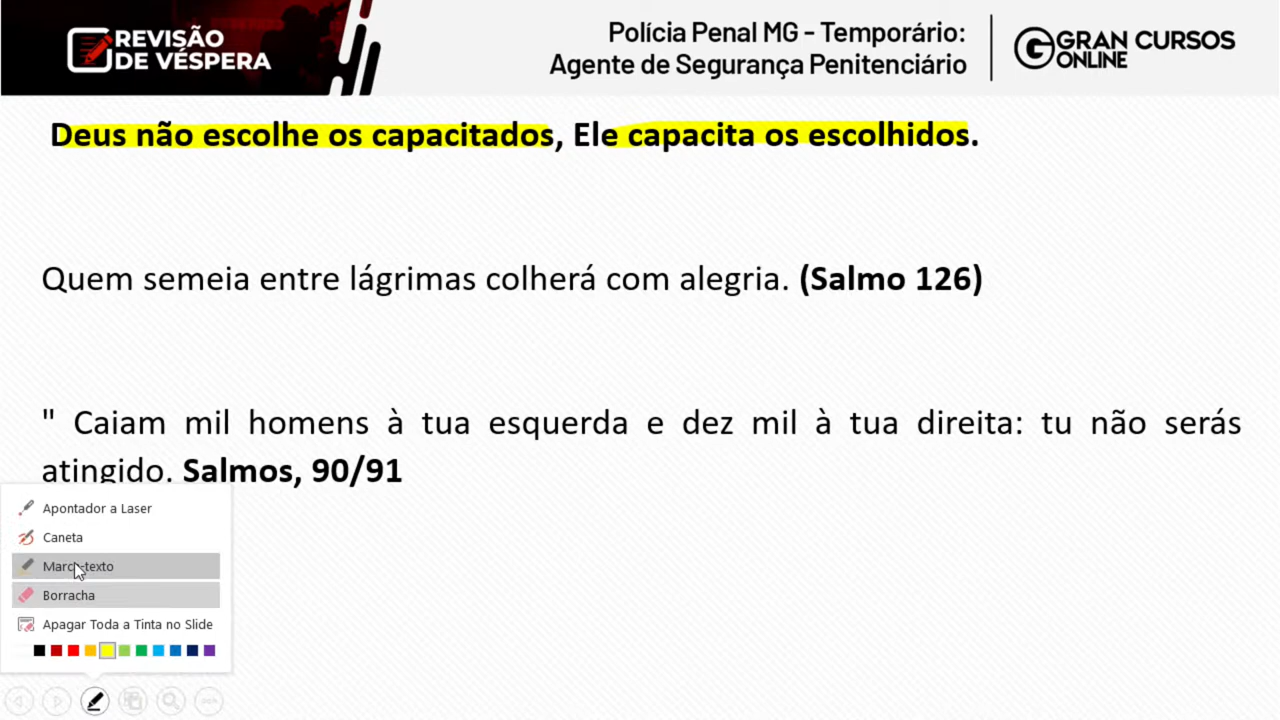 REVISÃO
DE VÉSPERA
Polícia Penal MG - Temporário:
Agente de Segurança Penitenciário
GRAN CURSOS
ONLINE
Deus não escolhe os capacitados, Ele capacita os escolhidos.
Quem semeia entre lágrimas colherá com alegria. (Salmo 126)
" Caiam mil homens à tua esquerda e dez mil à tua direita: tu não serás
atingido. Salmos, 90/91
Apontador a Laser
Caneta
Marca-texto
Borracha
Apagar Toda a Tinta no Slide